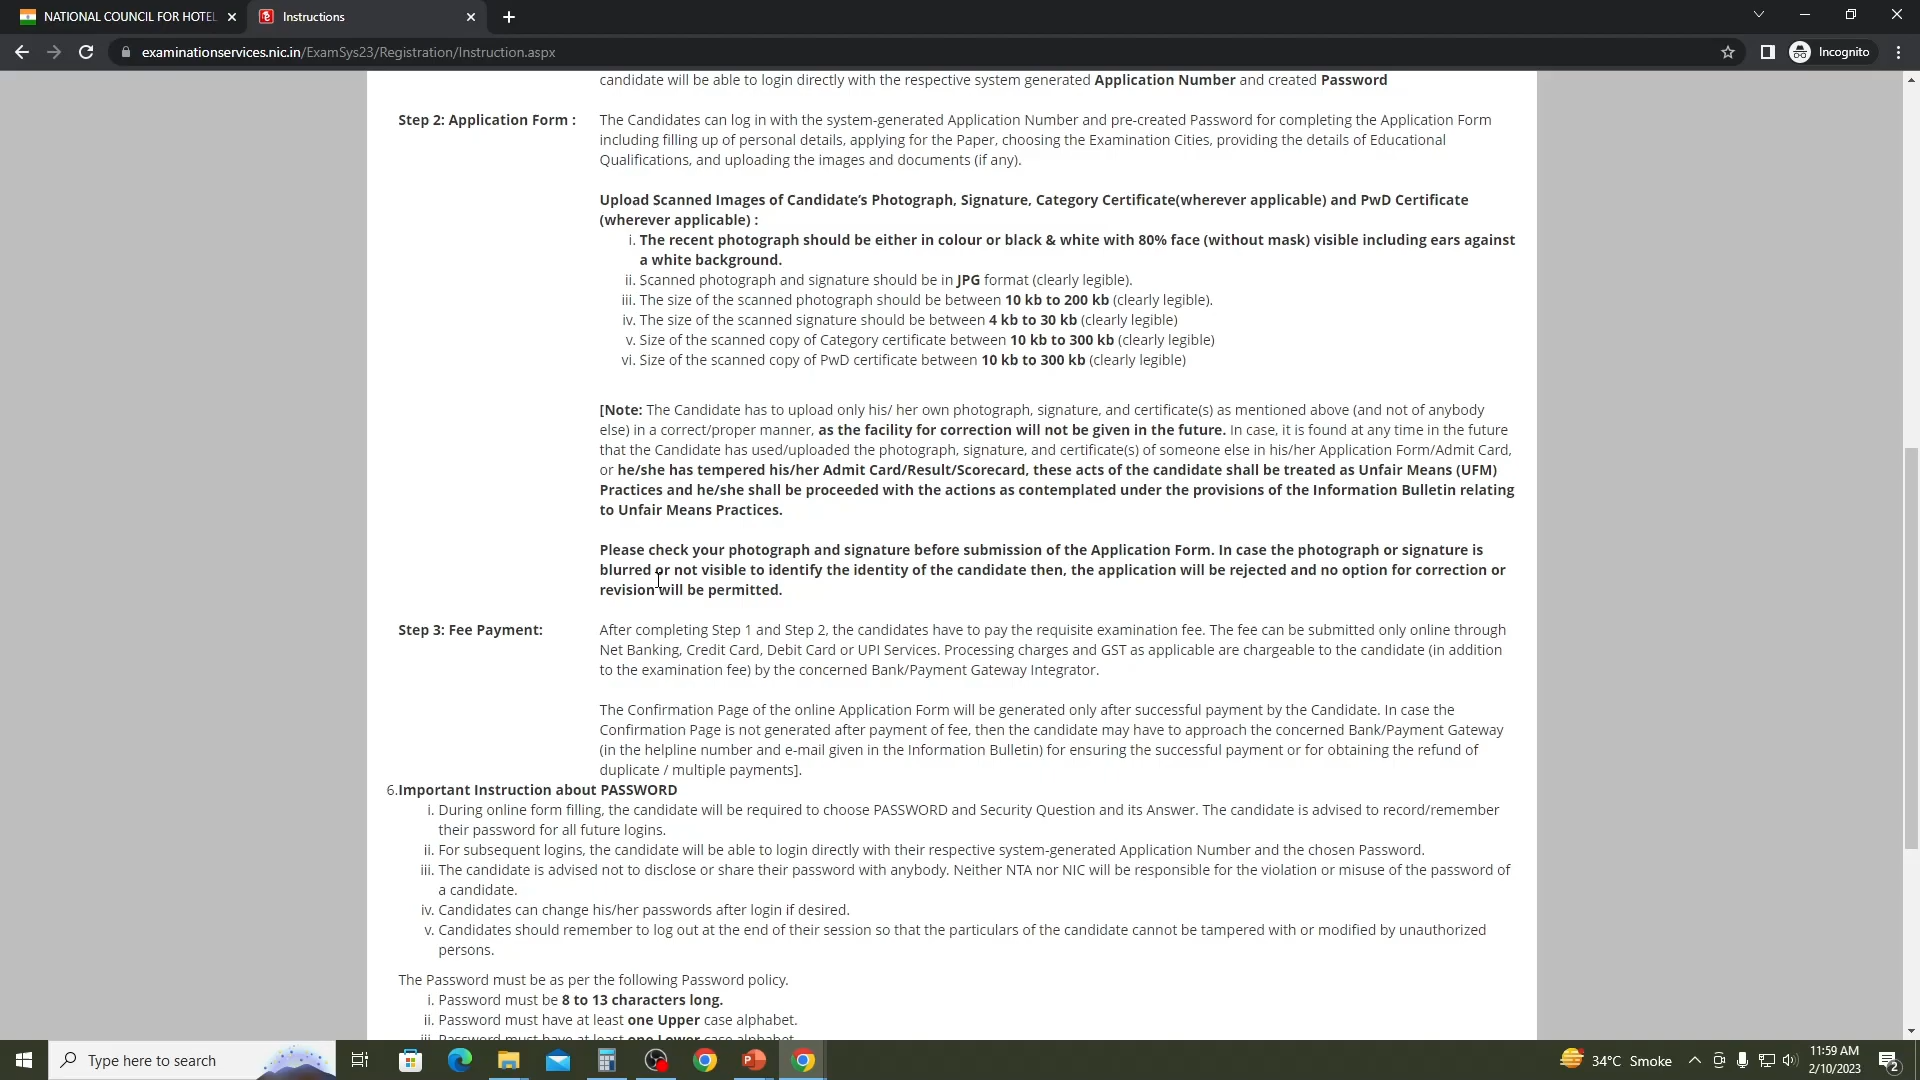 NATIONAL COUNCIL FOR HOTEL
Instructions
examinationservices.nic.in/ExamSys23/Registration/Instruction.aspx
Incognito
candidate will be able to login directly with the respective system generated Application Number and created Password
Step 2: Application Form : The Candidates can log in with the system-generated Application Number and pre-created Password for completing the Application Form
including filling up of personal details, applying for the Paper, choosing the Examination Cities, providing the details of Educational
Qualifications, and uploading the images and documents (if any).
Upload Scanned Images of Candidate's Photograph, Signature, Category Certificate(wherever applicable) and PwD Certificate
(wherever applicable) :
i. The recent photograph should be either in colour or black & white with 80% face (without mask) visible including ears against
a white background.
ii. Scanned photograph and signature should be in JPG format (clearly legible).
iii. The size of the scanned photograph should be between 10 kb to 200 kb (clearly legible).
iv. The size of the scanned signature should be between 4 kb to 30 kb (clearly legible)
v. Size of the scanned copy of Category certificate between 10 kb to 300 kb (clearly legible)
vi. Size of the scanned copy of PwD certificate between 10 kb to 300 kb (clearly legible)
[Note: The Candidate has to upload only his/ her own photograph, signature, and certificate(s) as mentioned above (and not of anybody
else) in a correct/proper manner, as the facility for correction will not be given in the future. In case, it is found at any time in the future
that the Candidate has used/uploaded the photograph, signature, and certificate(s) of someone else in his/her Application Form/Admit Card,
or he/she has tempered his/her Admit Card/Result/Scorecard, these acts of the candidate shall be treated as Unfair Means (UFM)
Practices and he/she shall be proceeded with the actions as contemplated under the provisions of the Information Bulletin relating
to Unfair Means Practices.
Please check your photograph and signature before submission of the Application Form. In case the photograph or signature is
blurred or not visible to identify the identity of the candidate then, the application will be rejected and no option for correction or
revision will be permitted.
Step 3: Fee Payment: After completing Step 1 and Step 2, the candidates have to pay the requisite examination fee. The fee can be submitted only online through
Net Banking, Credit Card, Debit Card or UPI Services. Processing charges and GST as applicable are chargeable to the candidate (in addition
to the examination fee) by the concerned Bank/Payment Gateway Integrator.
The Confirmation Page of the online Application Form will be generated only after successful payment by the Candidate. In case the
Confirmation Page is not generated after payment of fee, then the candidate may have to approach the concerned Bank/Payment Gateway
(in the helpline number and e-mail given in the Information Bulletin) for ensuring the successful payment or for obtaining the refund of
duplicate / multiple payments].
6.Important Instruction about PASSWORD
i. During online form filling, the candidate will be required to choose PASSWORD and Security Question and its Answer. The candidate is advised to record/remember
their password for all future logins.
ii. For subsequent logins, the candidate will be able to login directly with their respective system-generated Application Number and the chosen Password.
iii. The candidate is advised not to disclose or share their password with anybody. Neither NTA nor NIC will be responsible for the violation or misuse of the password of
a candidate.
iv. Candidates can change his/her passwords after login if desired.
v. Candidates should remember to log out at the end of their session so that the particulars of the candidate cannot be tampered with or modified by unauthorized
persons.
The Password must be as per the following Password policy.
i. Password must be 8 to 13 characters long.
ii. Password must have at least one Upper case alphabet.
iii. Password must have at least one Lower case alphabet
Type here to search
34°C Smoke
11:59 AM
2/10/2023
2